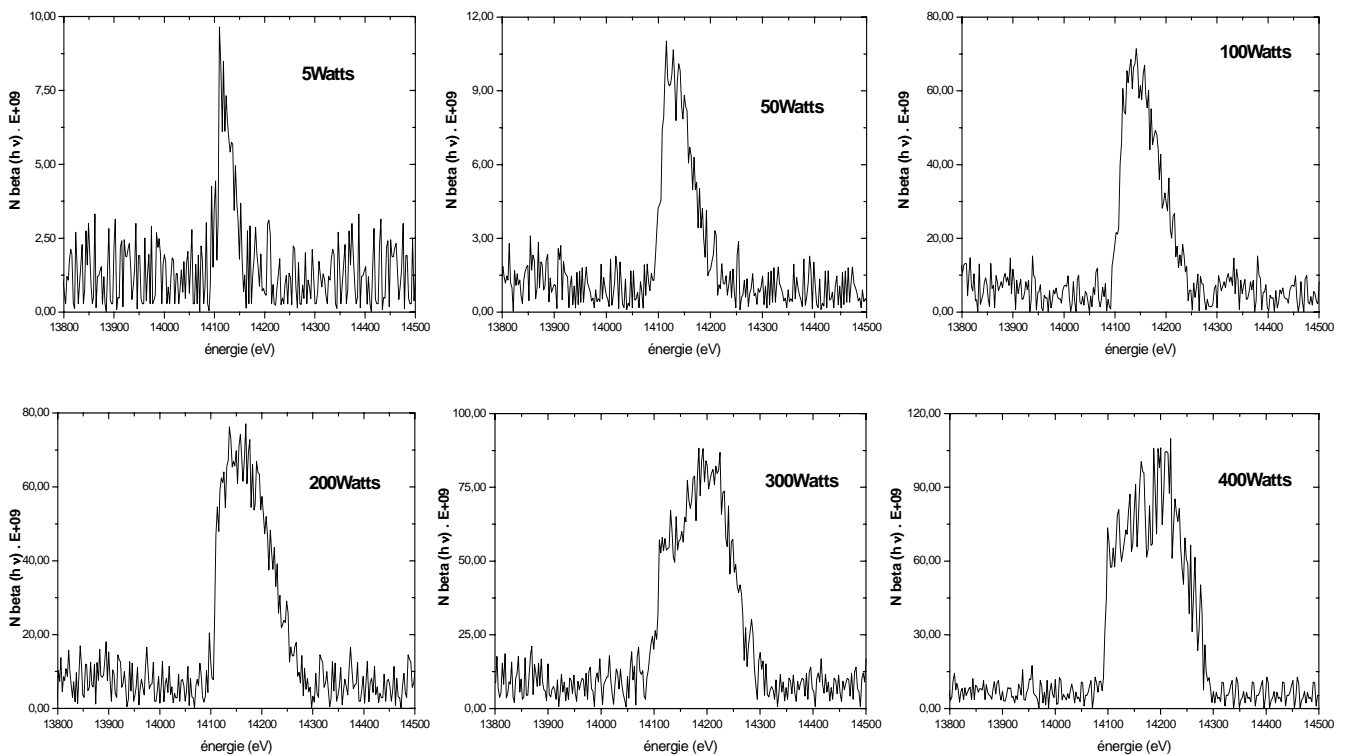 10,00
7,50
5,00
2,50
0,00
N beta (h ν) . E+09
5Watts
13800 13900 14000 14100 14200 14300 14400 14500
énergie (eV)
12,00
9,00
6,00
3,00
0,00
N beta (h ν) . E+09
50Watts
13800 13900 14000 14100 14200 14300 14400 14500
énergie (eV)
80,00
60,00
40,00
20,00
0,00
N beta (h ν) . E+09
100Watts
13800 13900 14000 14100 14200 14300 14400 14500
énergie (eV)
80,00
60,00
40,00
20,00
0,00
N beta (h ν) . E+09
200Watts
13800 13900 14000 14100 14200 14300 14400 14500
énergie (eV)
100,00
75,00
50,00
25,00
0,00
N beta (h ν) . E+09
300Watts
13800 13900 14000 14100 14200 14300 14400 14500
énergie (eV)
120,00
90,00
60,00
30,00
0,00
N beta (h ν) . E+09
400Watts
13800 13900 14000 14100 14200 14300 14400 14500
énergie (eV)